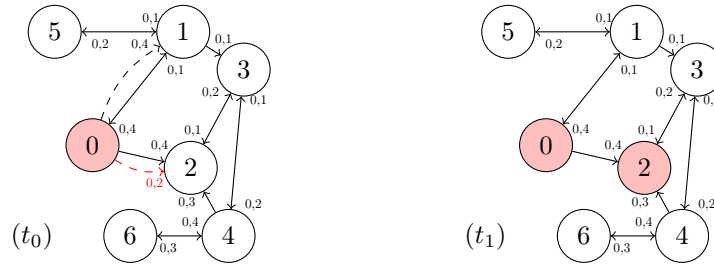 5 0,1 1 0,1
0,2 0,4 3
0,1 0,2 0,1
0 0,4 0,4
0,1 2
0,2 0,3 0,2
(t0) 6 0,4 4
0,3
5 0,1 1 0,1
0,2 3
0,1 0,2 0,
0 0,4 0,4
0,1 2
0,3 0,2
(t1) 6 0,4 4
0,3